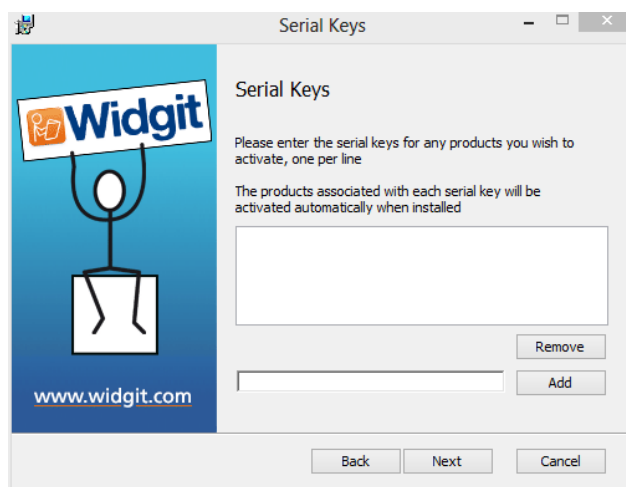 Serial Keys
Widgit
Serial Keys
Please enter the serial keys for any products you wish to
activate, one per line
The products associated with each serial key will be
activated automatically when installed
Remove
Add
www.widgit.com
Back
Next
Cancel